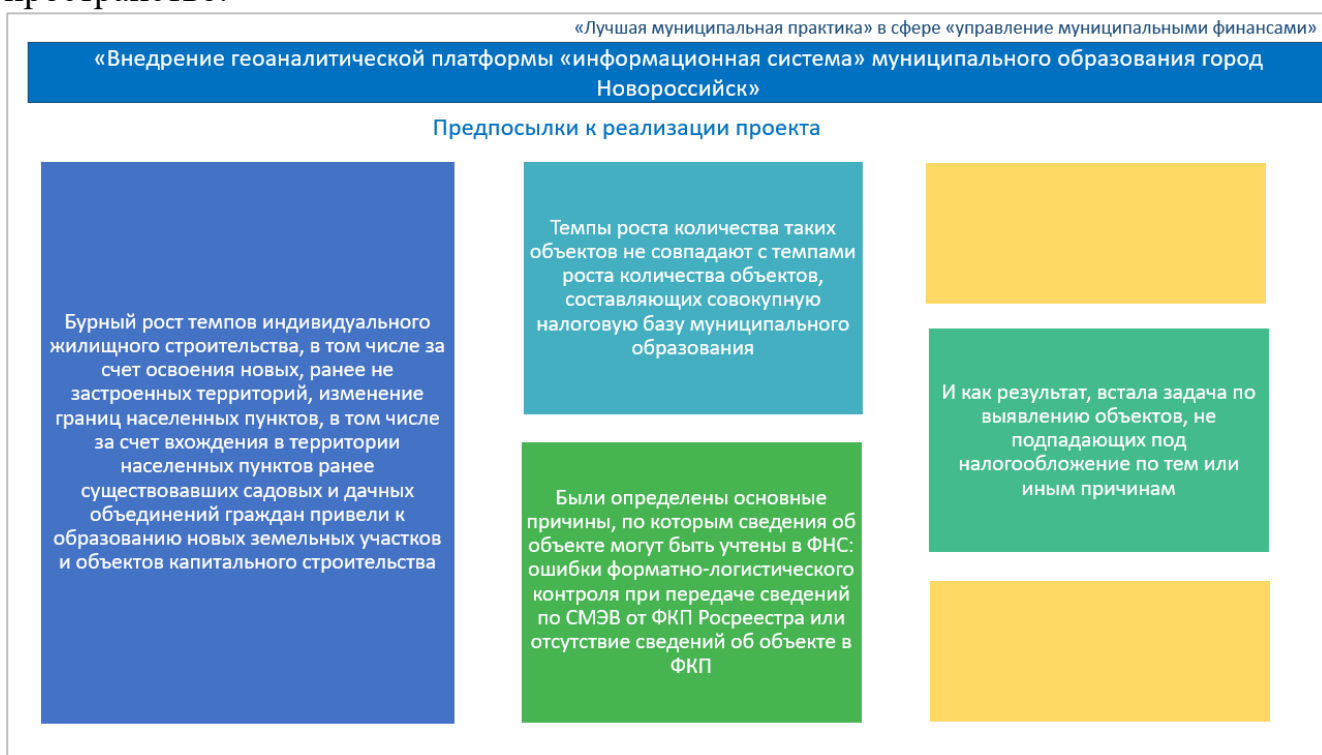 пространство.
«Лучшая муниципальная практика» в сфере «управление муниципальными финансами»
«Внедрение геоаналитической платформы «информационная система» муниципального образования город
Новороссийск»
Предпосылки к реализации проекта
Бурный рост темпов индивидуального
жилищного строительства, в том числе за
счет освоения новых, ранее не
застроенных территорий, изменение
границ населенных пунктов, в том числе
за счет вхождения в территории
населенных пунктов ранее
существовавших садовых и дачных
объединений граждан привели к
образованию новых земельных участков
и объектов капитального строительства
Темпы роста количества таких
объектов не совпадают с темпами
роста количества объектов,
составляющих совокупную
налоговую базу муниципального
образования
Были определены основные
причины, по которым сведения об
объекте могут быть учтены в ФНС:
ошибки форматно-логистического
контроля при передаче сведений
по СМЭВ от ФКП Росреестра или
отсутствие сведений об объекте в
ФКП
И как результат, встала задача по
выявлению объектов, не
подпадающих под
налогообложение по тем или
иным причинам